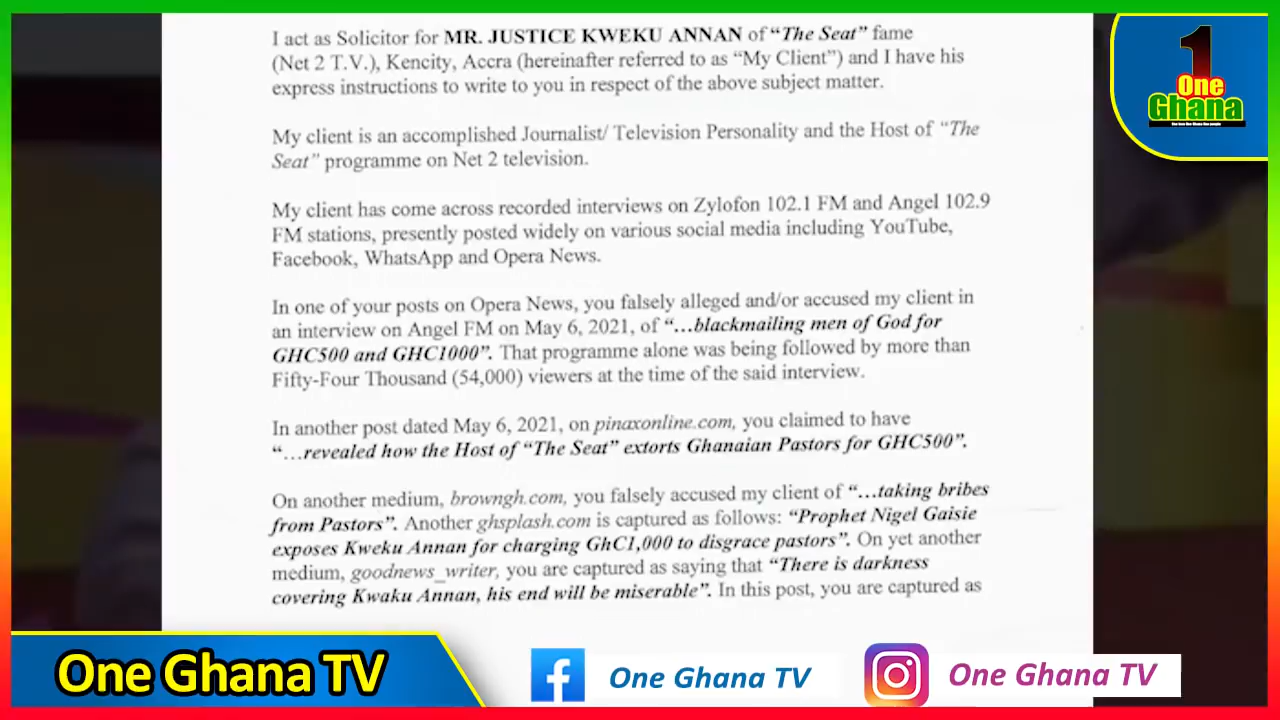 I act as Solicitor for MR. JUSTICE KWEKU ANNAN of “The Seat” fame
(Net 2 T.V.), Kencity, Accra (hereinafter referred to as “My Client”) and I have his
express instructions to write to you in respect of the above subject matter.
My client is an accomplished Journalist/ Television Personality and the Host of “The
Seat” programme on Net 2 television.
My client has come across recorded interviews on Zylofon 102.1 FM and Angel 102.9
FM stations, presently posted widely on various social media including YouTube,
Facebook, WhatsApp and Opera News.
In one of your posts on Opera News, you falsely alleged and/or accused my client in
an interview on Angel FM on May 6, 2021, of “…blackmailing men of God for
GHC500 and GHC1000”. That programme alone was being followed by more than
Fifty-Four Thousand (54,000) viewers at the time of the said interview.
In another post dated May 6, 2021, on pinaxonline.com, you claimed to have
“…revealed how the Host of “The Seat” extorts Ghanaian Pastors for GHC500”.
On another medium, browngh.com, you falsely accused my client of “…taking bribes
from Pastors”. Another ghsplash.com is captured as follows: “Prophet Nigel Gaisie
exposes Kweku Annan for charging GhC1,000 to disgrace pastors”. On yet another
medium, goodnews_writer, you are captured as saying that “There is darkness
covering Kwaku Annan, his end will be miserable”. In this post, you are captured as
1
One
Ghana
One Ghana TV
One Ghana TV
One Ghana TV